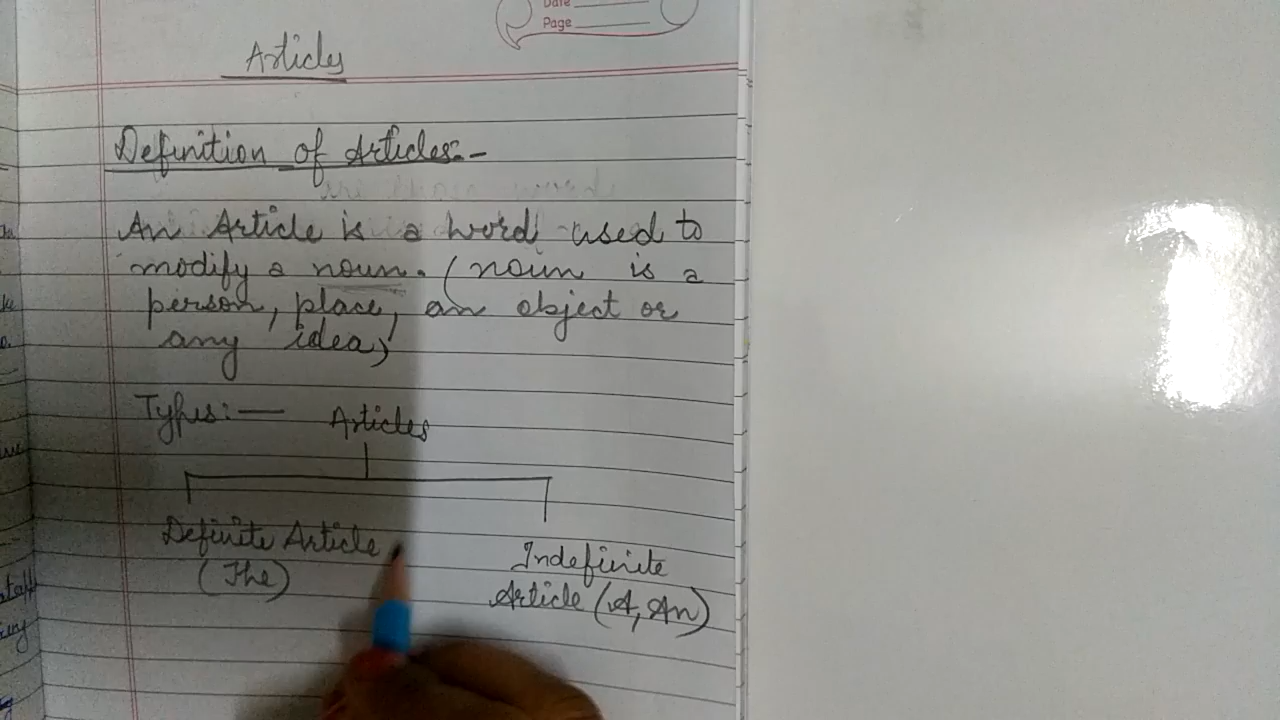 Date
Page
Articles
Definition of Articles:-
An Article is a word used to
modify a noun. (noun is a
person, place, an object or
any idea)
Types:— Articles
Definite Article
(The)
Indefinite
Article (A, An)